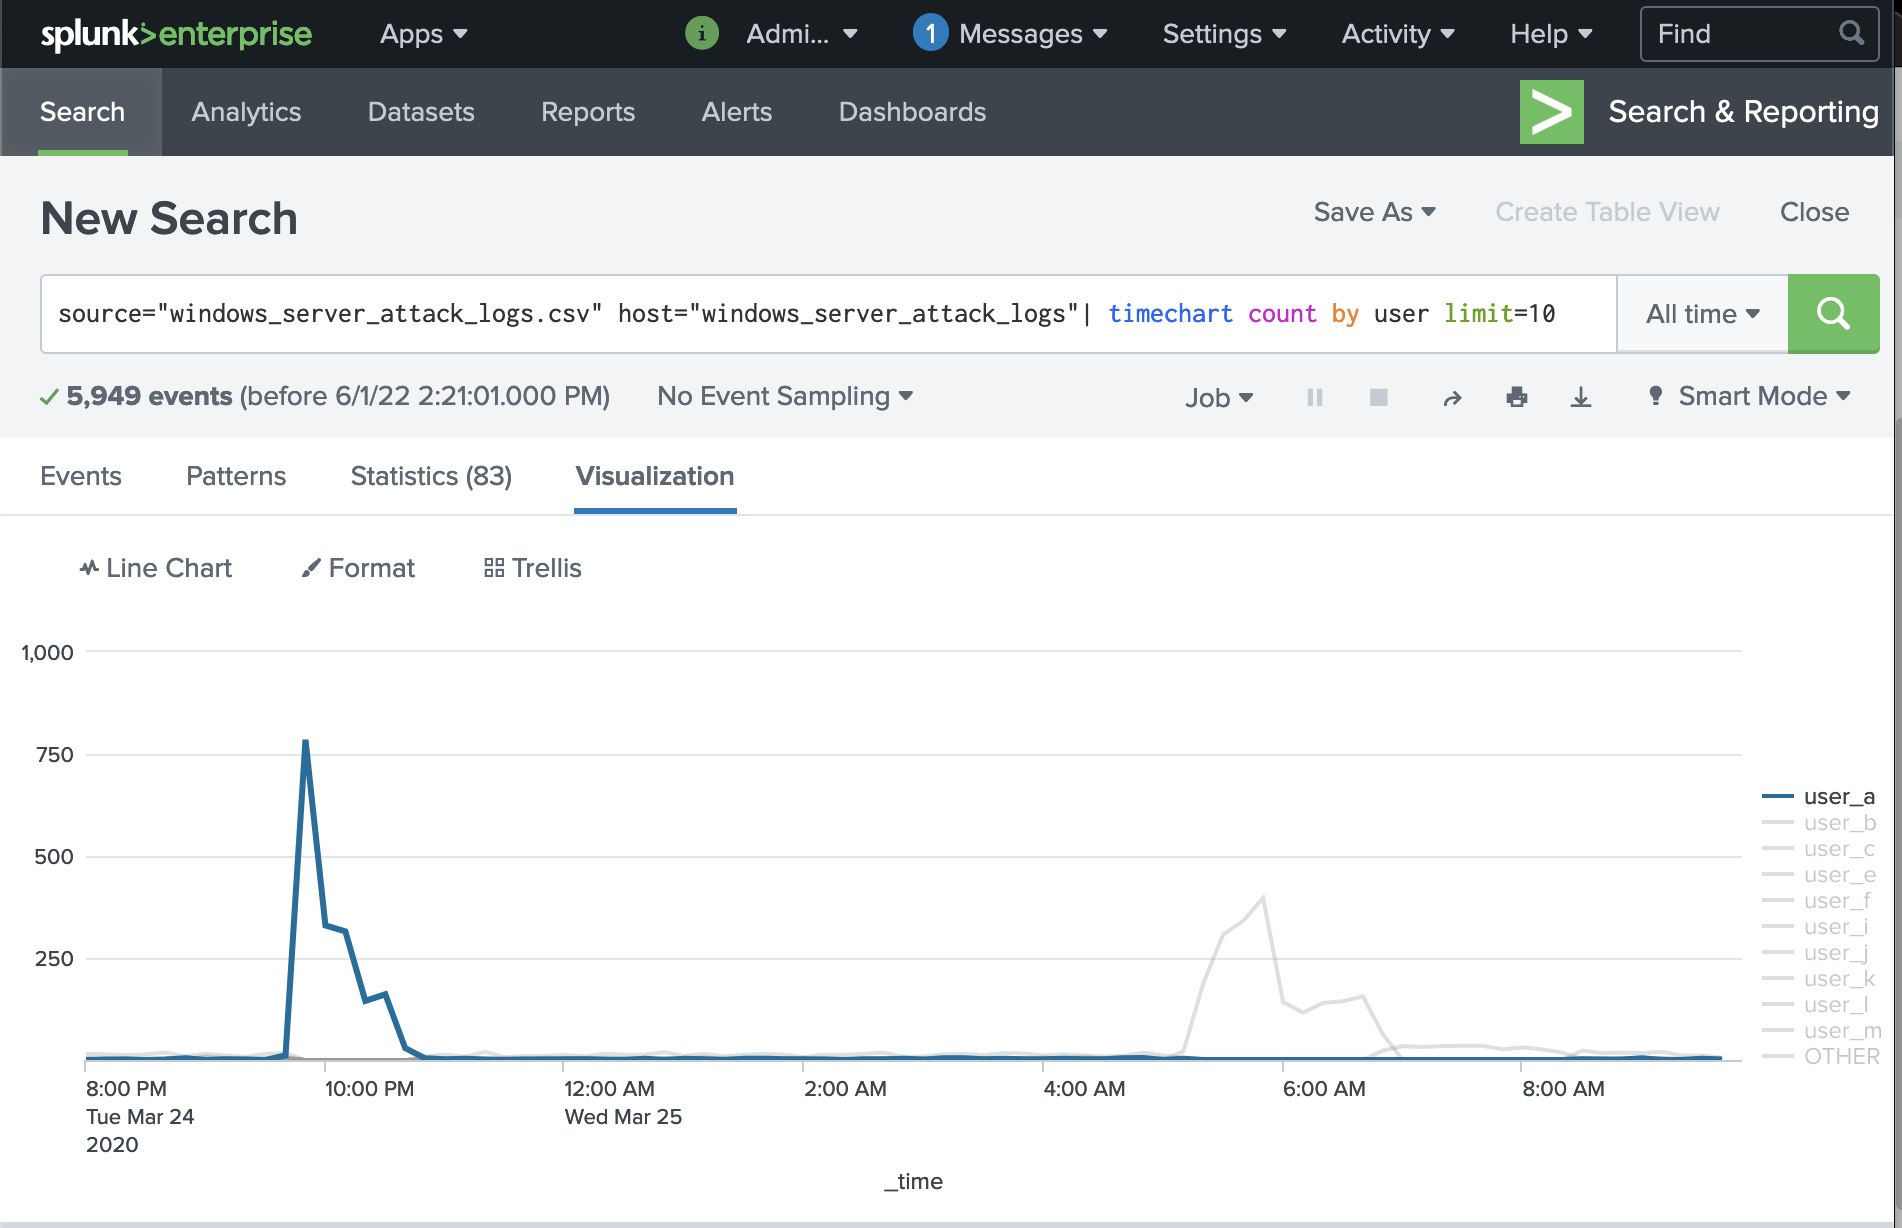 splunk>enterprise Apps i Admi... 1 Messages Settings Activity Help Find
Search Analytics Datasets Reports Alerts Dashboards Search & Reporting
New Search Save As Create Table View Close
source="windows_server_attack_logs.csv" host="windows_server_attack_logs"| timechart count by user limit=10 All time
5,949 events (before 6/1/22 2:21:01.000 PM) No Event Sampling Job Smart Mode
Events Patterns Statistics (83) Visualization
Line Chart Format Trellis
1,000
750
500
250
user_a
user_b
user_c
user_e
user_f
user_i
user_j
user_k
user_l
user_m
OTHER
8:00 PM 10:00 PM 12:00 AM 2:00 AM 4:00 AM 6:00 AM 8:00 AM
Tue Mar 24 Wed Mar 25
2020
_time